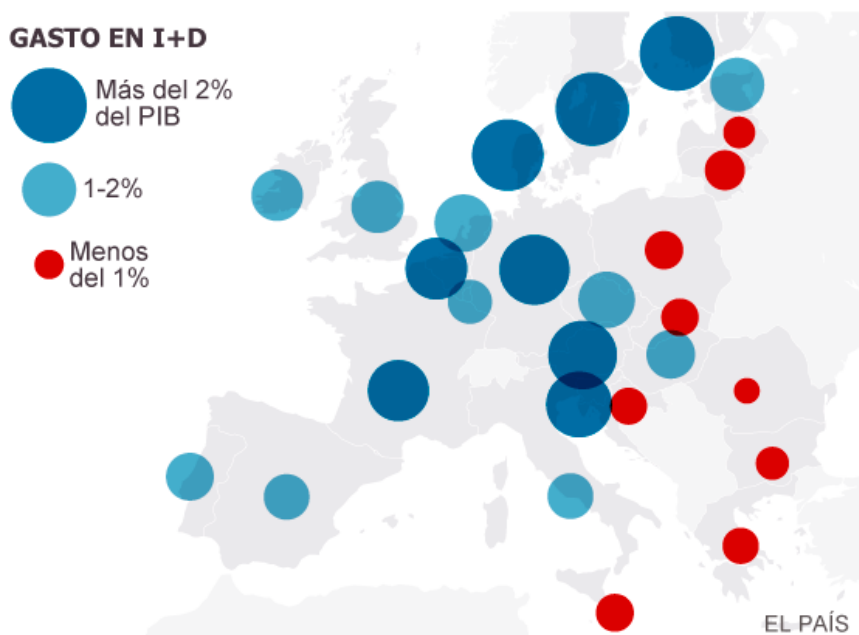 GASTO EN I+D
Más del 2%
del PIB
1-2%
Menos
del 1%
EL PAÍS